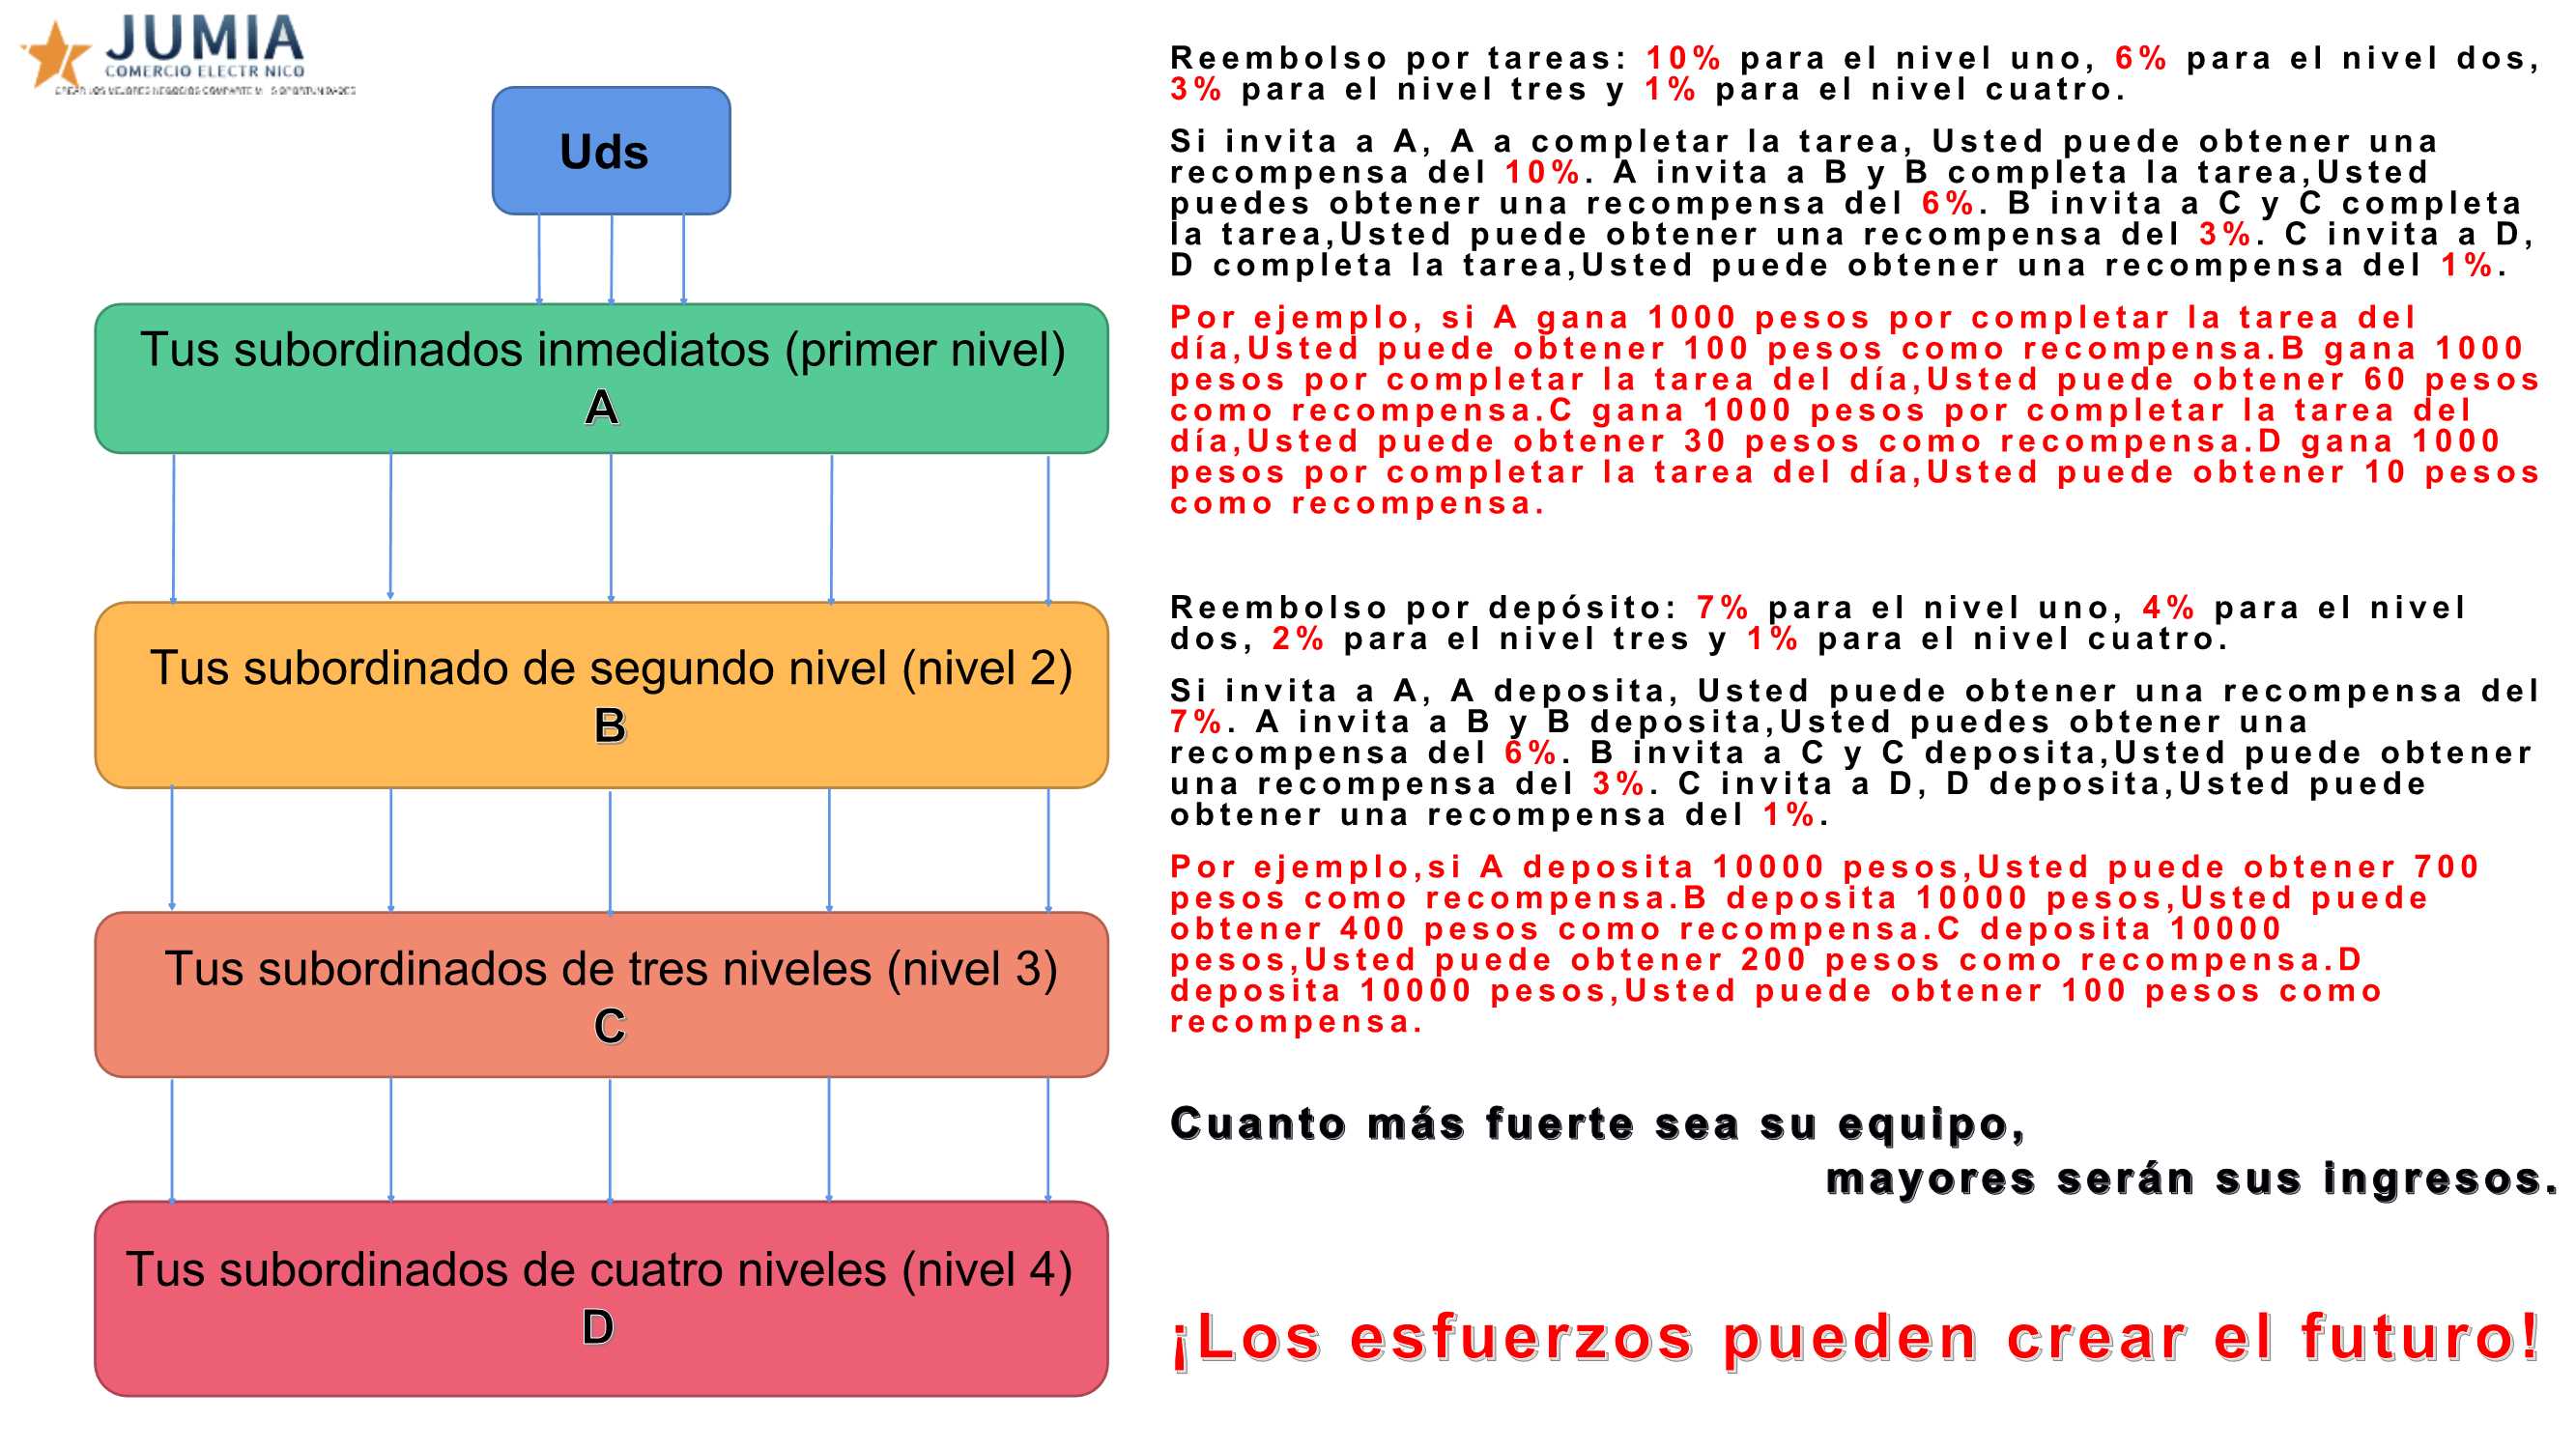 JUMIA
COMERCIO ELECTR NICO
Uds
Tus subordinados inmediatos (primer nivel)
A
Tus subordinado de segundo nivel (nivel 2)
B
Tus subordinados de tres niveles (nivel 3)
C
Tus subordinados de cuatro niveles (nivel 4)
D
Reembolso por tareas: 10% para el nivel uno, 6% para el nivel dos,
3% para el nivel tres y 1% para el nivel cuatro.
Si invita a A, A a completar la tarea, Usted puede obtener una
recompensa del 10%. A invita a B y B completa la tarea,Usted
puedes obtener una recompensa del 6%. B invita a C y C completa
la tarea,Usted puede obtener una recompensa del 3%. C invita a D,
D completa la tarea,Usted puede obtener una recompensa del 1%.
Por ejemplo, si A gana 1000 pesos por completar la tarea del
día,Usted puede obtener 100 pesos como recompensa.B gana 1000
pesos por completar la tarea del día,Usted puede obtener 60 pesos
como recompensa.C gana 1000 pesos por completar la tarea del
día,Usted puede obtener 30 pesos como recompensa.D gana 1000
pesos por completar la tarea del día,Usted puede obtener 10 pesos
como recompensa.
Reembolso por depósito: 7% para el nivel uno, 4% para el nivel
dos, 2% para el nivel tres y 1% para el nivel cuatro.
Si invita a A, A deposita, Usted puede obtener una recompensa del
7%. A invita a B y B deposita,Usted puedes obtener una
recompensa del 6%. B invita a C y C deposita,Usted puede obtener
una recompensa del 3%. C invita a D, D deposita,Usted puede
obtener una recompensa del 1%.
Por ejemplo,si A deposita 10000 pesos,Usted puede obtener 700
pesos como recompensa.B deposita 10000 pesos,Usted puede
obtener 400 pesos como recompensa.C deposita 10000
pesos,Usted puede obtener 200 pesos como recompensa.D
deposita 10000 pesos,Usted puede obtener 100 pesos como
recompensa.
Cuanto más fuerte sea su equipo,
mayores serán sus ingresos.
¡Los esfuerzos pueden crear el futuro!